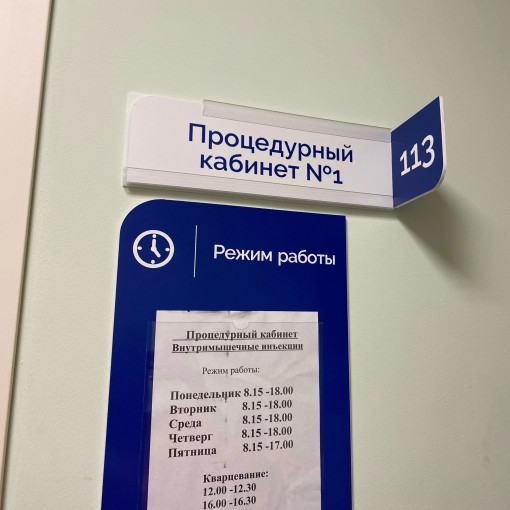 Процедурный
кабинет №1
113
Режим работы
Процедурный кабинет
Внутримышечные инъекции
Режим работы:
Понедельник 8.15 -18.00
Вторник 8.15 -18.00
Среда 8.15 -18.00
Четверг 8.15 -18.00
Пятница 8.15 -17.00
Кварцевание:
12.00 -12.30
16.00 -16.30